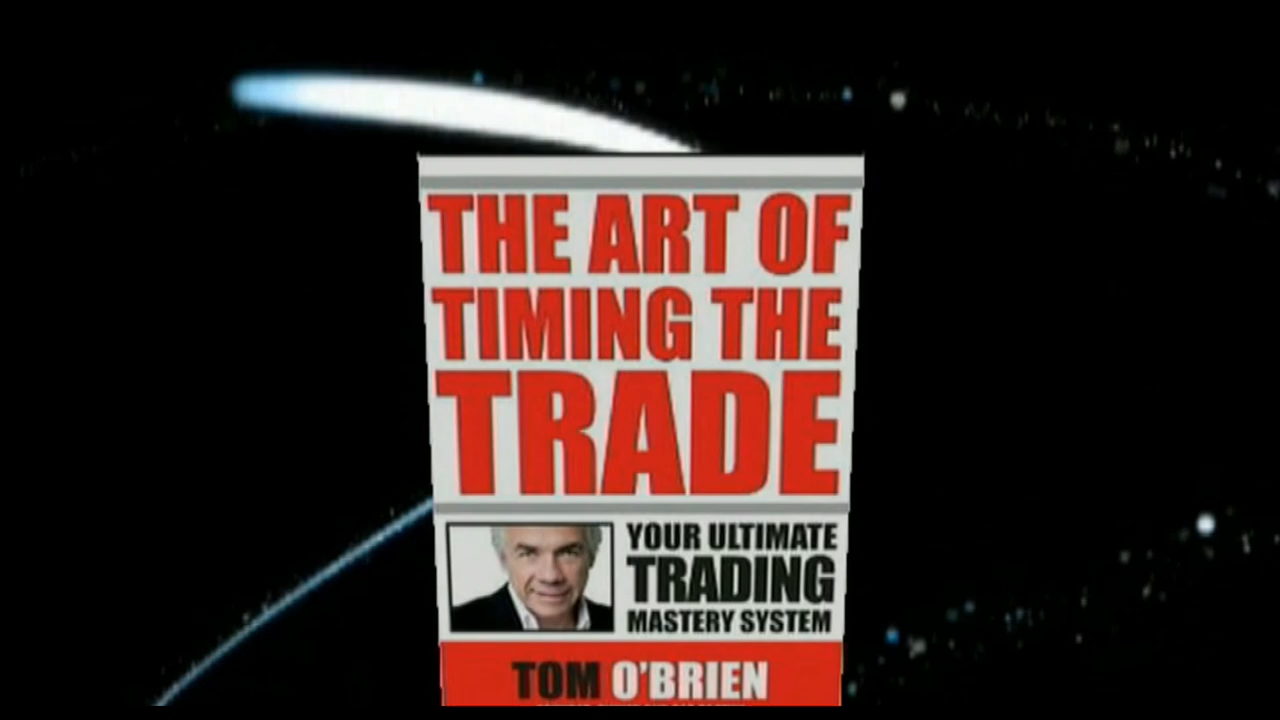 THE ART OF
TIMING THE
TRADE
YOUR ULTIMATE
TRADING
MASTERY SYSTEM
TOM O'BRIEN